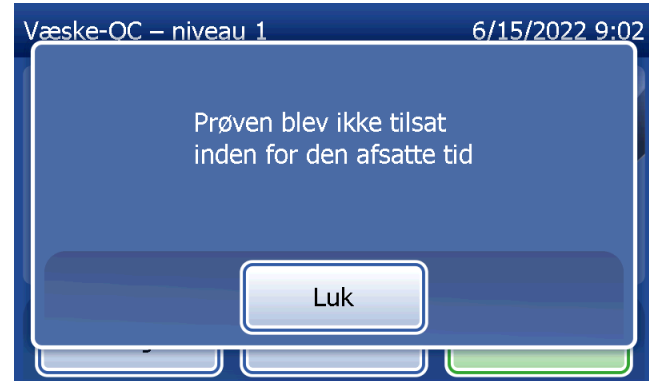 Væske-QC – niveau 1 6/15/2022 9:02
Prøven blev ikke tilsat
inden for den afsatte tid
Luk